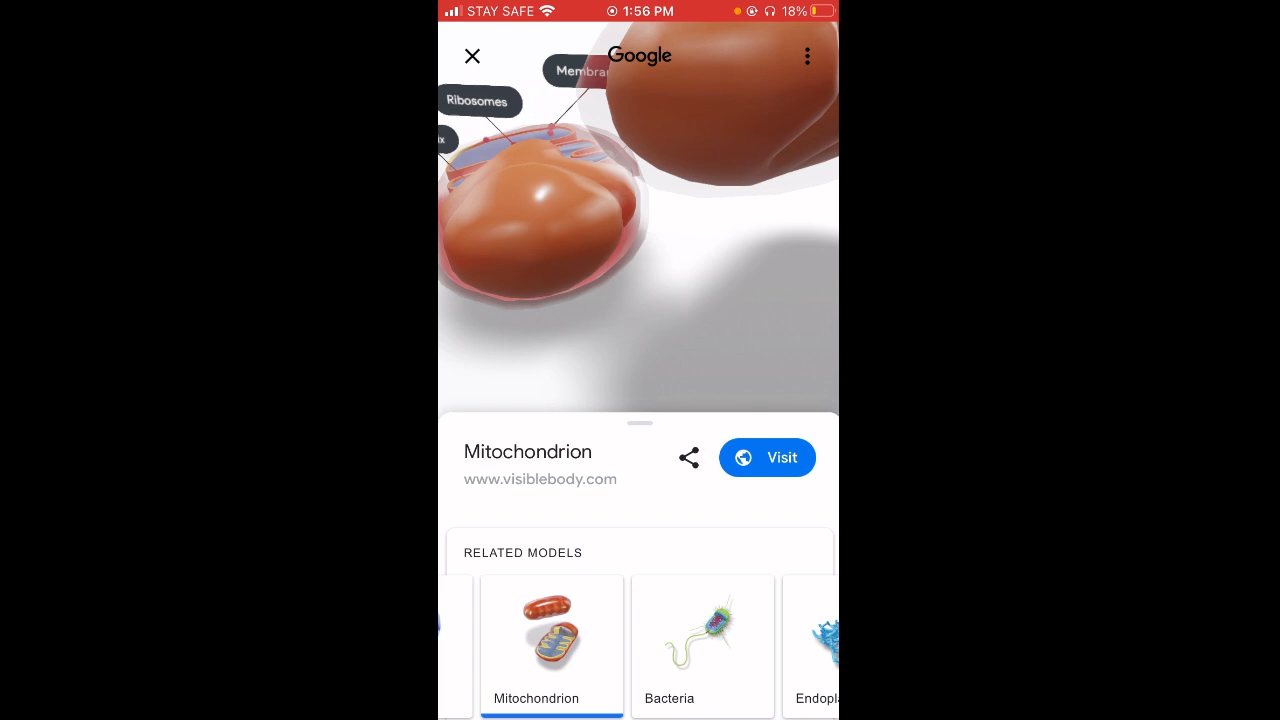 STAY SAFE 1:56 PM 18%
Google
Ribosomes
Mitochondrion
www.visiblebody.com
Visit
RELATED MODELS
Mitochondrion
Bacteria